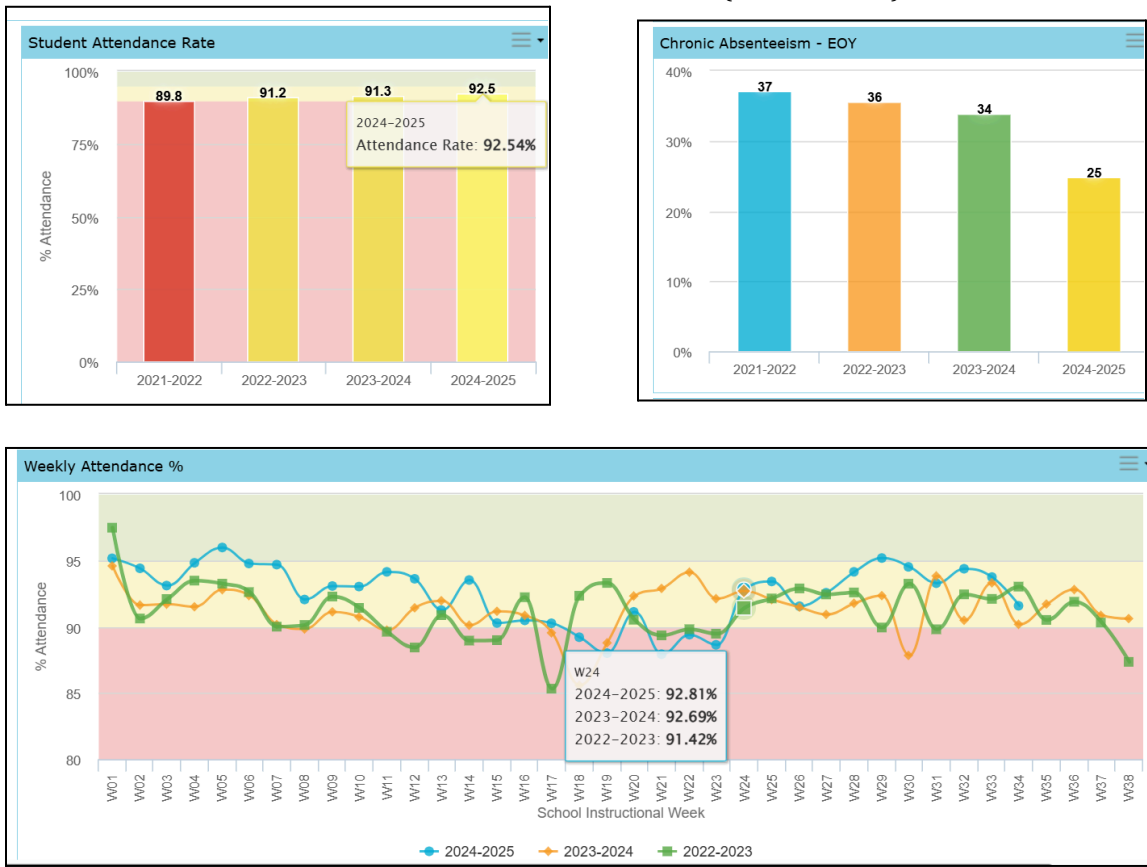 Student Attendance Rate
100%
75%
50%
25%
0%
% Attendance
89.8
91.2
91.3
92.5
2024-2025
Attendance Rate: 92.54%
2021-2022
2022-2023
2023-2024
2024-2025
Chronic Absenteeism - EOY
40%
30%
20%
10%
0%
37
36
34
25
2021-2022
2022-2023
2023-2024
2024-2025
Weekly Attendance %
100
95
90
85
80
% Attendance
W24
2024-2025: 92.81%
2023-2024: 92.69%
2022-2023: 91.42%
W01
W02
W03
W04
W05
W06
W07
W08
W09
W10
W11
W12
W13
W14
W15
W16
W17
W18
W19
W20
W21
W22
W23
W24
W25
W26
W27
W28
W29
W30
W31
W32
W33
W34
W35
W36
W37
W38
School Instructional Week
2024-2025 2023-2024 2022-2023